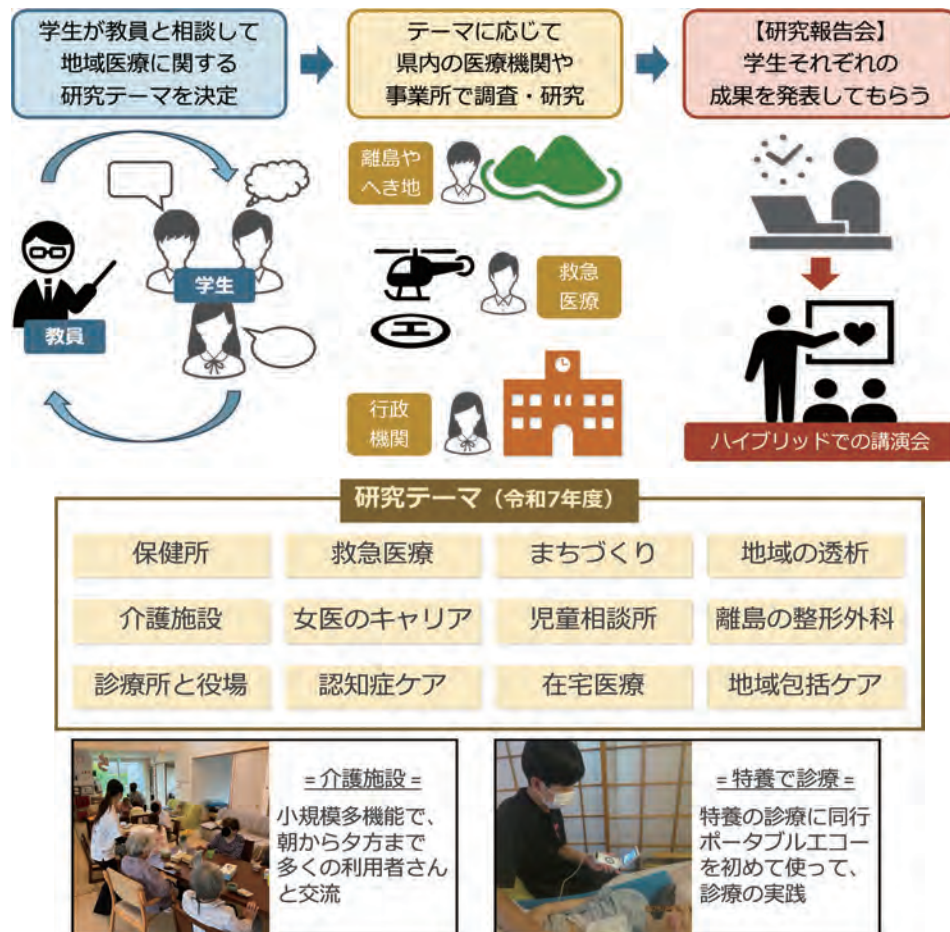 学生が教員と相談して
地域医療に関する
研究テーマを決定
テーマに応じて
県内の医療機関や
事業所で調査・研究
【研究報告会】
学生それぞれの
成果を発表してもらう
教員
学生
離島や
へき地
救急
医療
行政
機関
ハイブリッドでの講演会
研究テーマ（令和7年度）
保健所
救急医療
まちづくり
地域の透析
介護施設
女医のキャリア
児童相談所
離島の整形外科
診療所と役場
認知症ケア
在宅医療
地域包括ケア
=介護施設=
小規模多機能で、
朝から夕方まで
多くの利用者さん
と交流
=特養で診療=
特養の診療に同行
ポータブルエコー
を初めて使って、
診療の実践